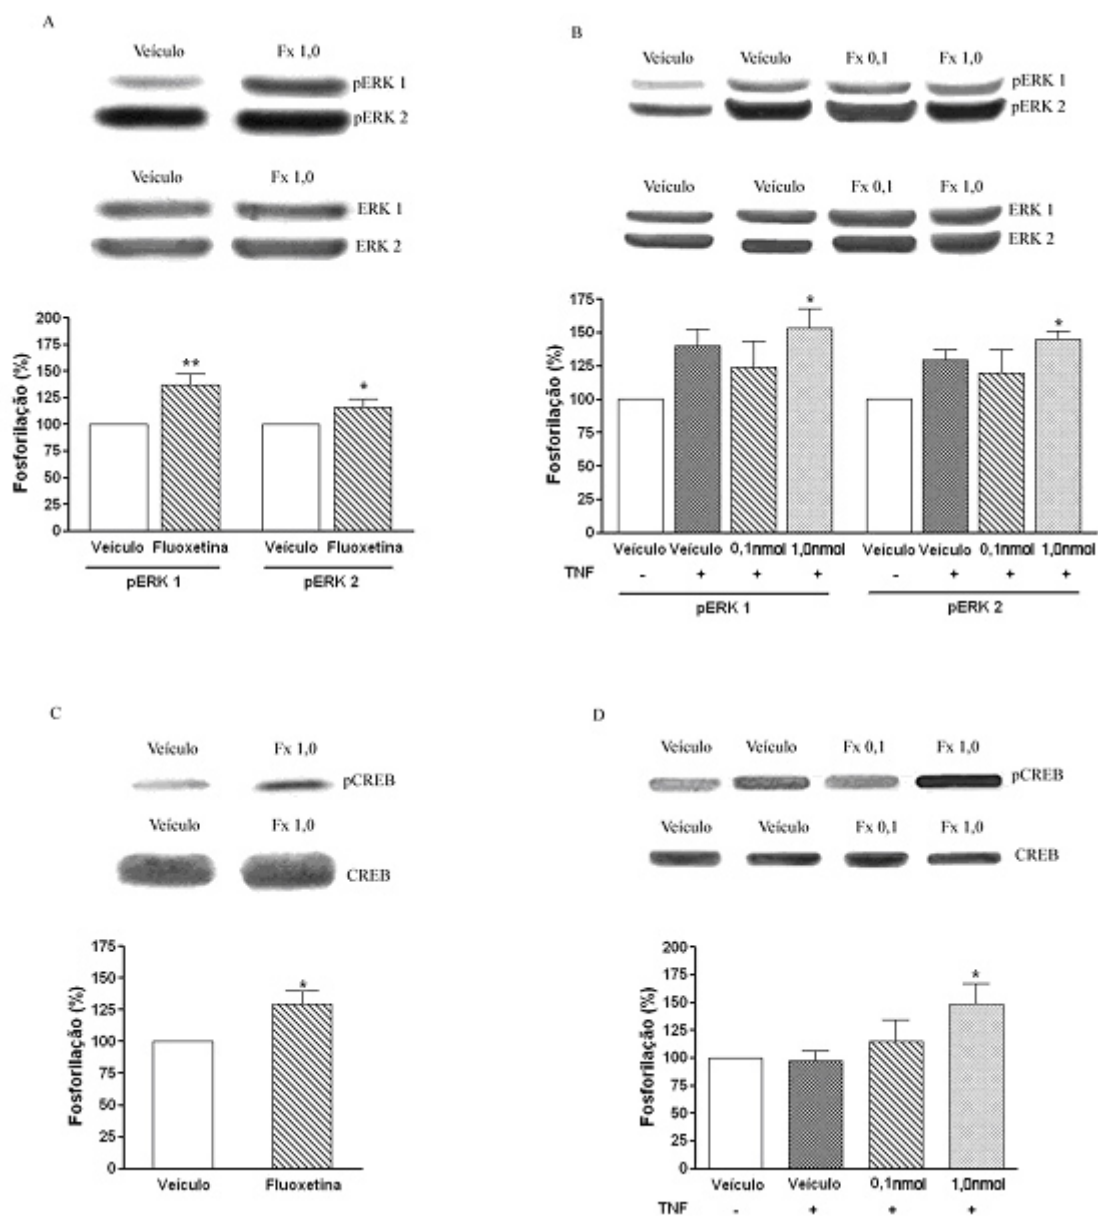 A
Veículo Fx 1,0
pERK 1
pERK 2
Veículo Fx 1,0
ERK 1
ERK 2
Fosforilação (%)
200
175
150
125
100
75
50
25
0
** *
Veículo Fluoxetina Veículo Fluoxetina
pERK 1 pERK 2
B
Veículo Veículo Fx 0,1 Fx 1,0
pERK 1
pERK 2
Veículo Veículo Fx 0,1 Fx 1,0
ERK 1
ERK 2
Fosforilação (%)
175
150
125
100
75
50
25
0
* *
Veículo Veículo 0,1nmol 1,0nmol Veículo Veículo 0,1nmol 1,0nmol
TNF - + + + - + + +
pERK 1 pERK 2
C
Veículo Fx 1,0
pCREB
Veículo Fx 1,0
CREB
Fosforilação (%)
175
150
125
100
75
50
25
0
*
Veículo Fluoxetina
D
Veículo Veículo Fx 0,1 Fx 1,0
pCREB
Veículo Veículo Fx 0,1 Fx 1,0
CREB
Fosforilação (%)
200
175
150
125
100
75
50
25
0
*
Veículo Veículo 0,1nmol 1,0nmol
TNF - + + +